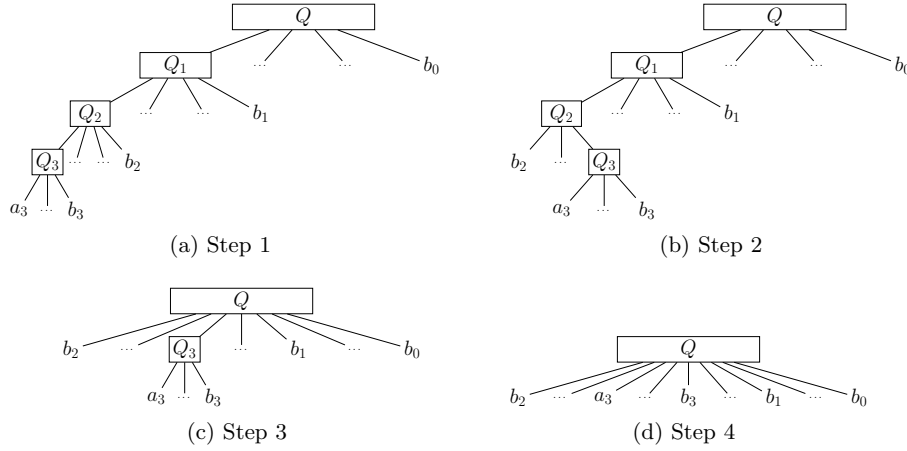 Q
Q₁ ... ... b₀
Q₂ ... ... b₁
Q₃ ... ... b₂
a₃ ... b₃
(a) Step 1
Q
Q₁ ... ... b₀
Q₂ ... ... b₁
b₂ ... Q₃
a₃ ... b₃
(b) Step 2
Q
b₂ ... Q₃ ... b₁ ... b₀
a₃ ... b₃
(c) Step 3
Q
b₂ ... a₃ ... b₃ ... b₁ ... b₀
(d) Step 4